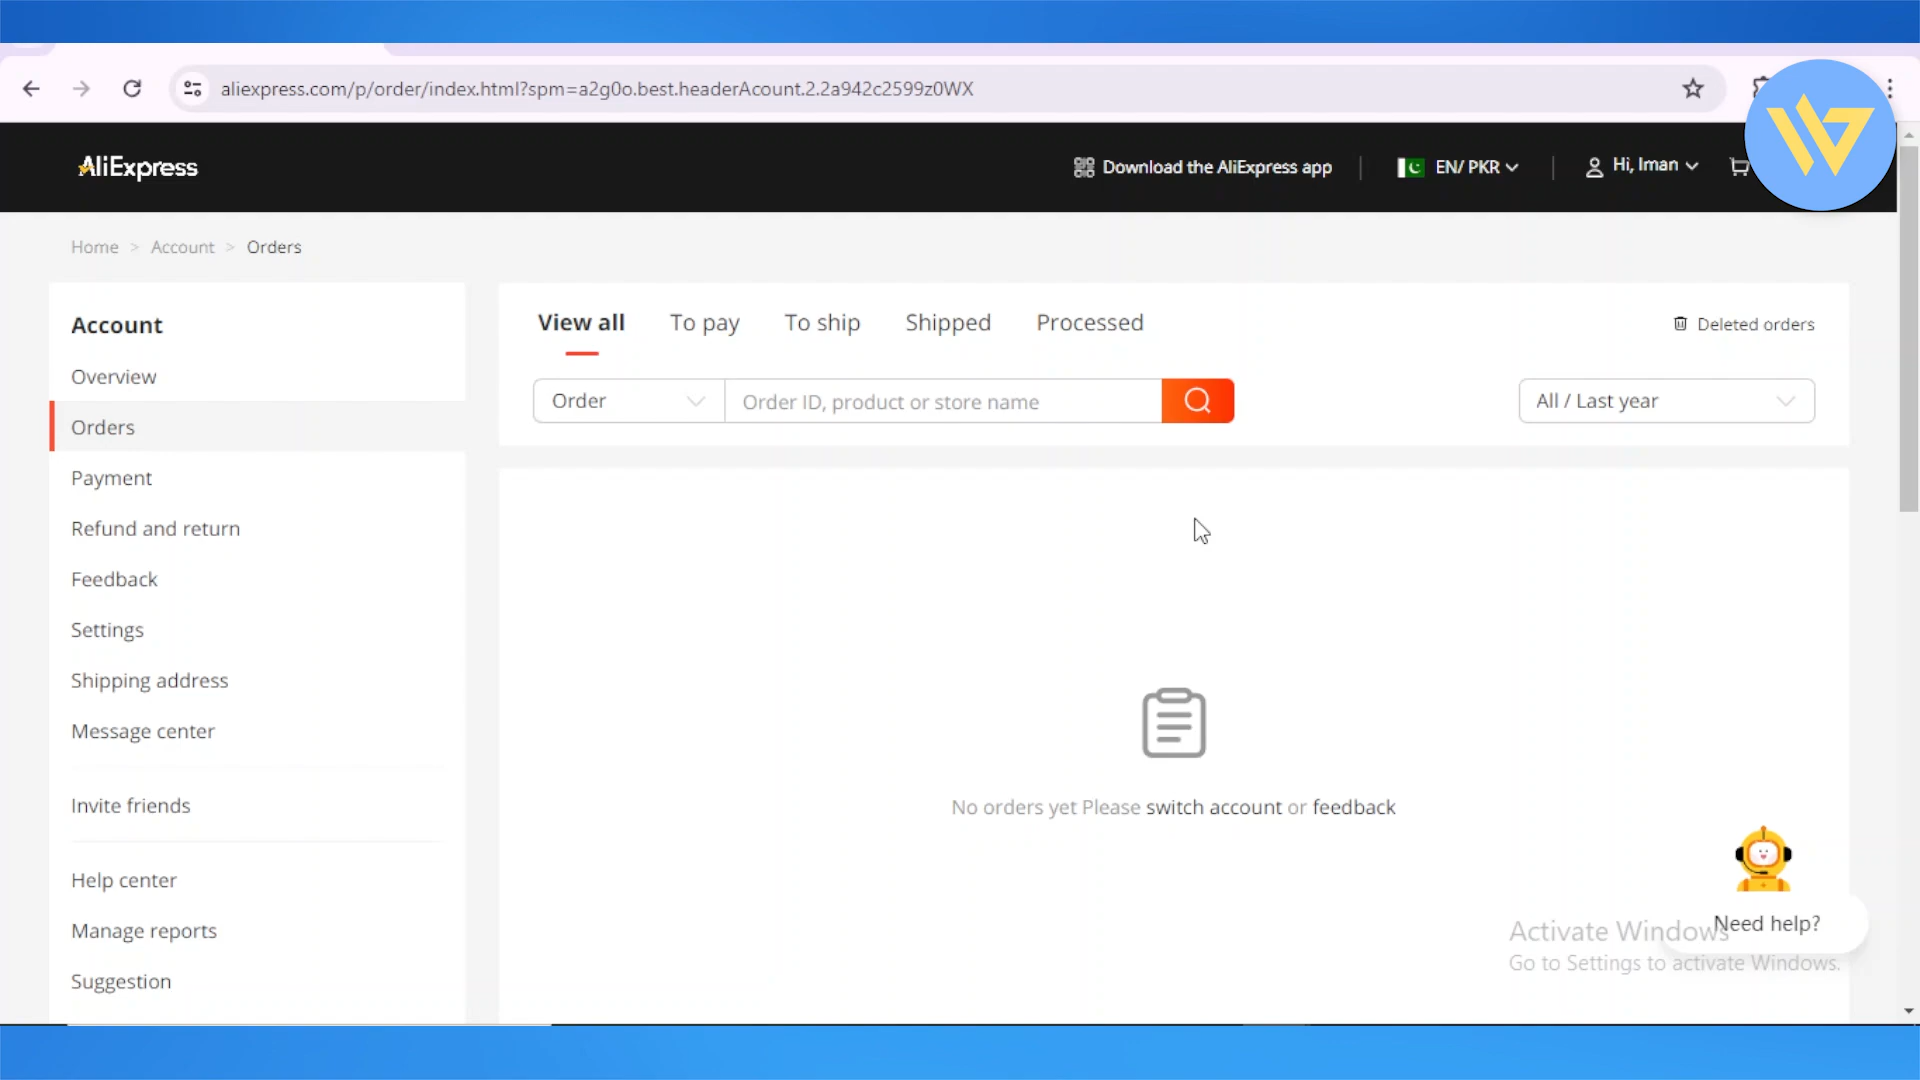 aliexpress.com/p/order/index.html?spm=a2g0o.best.headerAcount.2.2a942c2599z0WX
AliExpress
Download the AliExpress app
EN/ PKR
Hi, Iman
Home > Account > Orders
Account
Overview
Orders
Payment
Refund and return
Feedback
Settings
Shipping address
Message center
Invite friends
Help center
Manage reports
Suggestion
View all To pay To ship Shipped Processed
Deleted orders
Order
Order ID, product or store name
All / Last year
No orders yet Please switch account or feedback
Need help?
Activate Windows
Go to Settings to activate Windows.